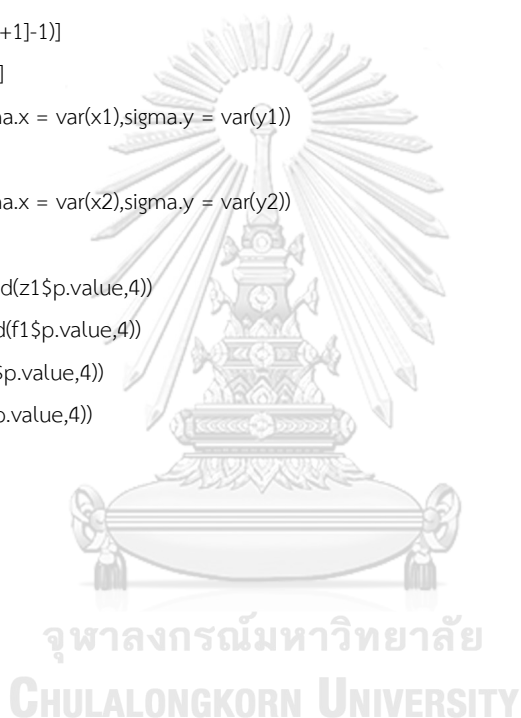 +1]-1)]
]
na.x = var(x1),sigma.y = var(y1))
na.x = var(x2),sigma.y = var(y2))
d(z1$p.value,4))
d(f1$p.value,4))
$p.value,4))
p.value,4))
จุฬาลงกรณ์มหาวิทยาลัย
CHULALONGKORN UNIVERSITY